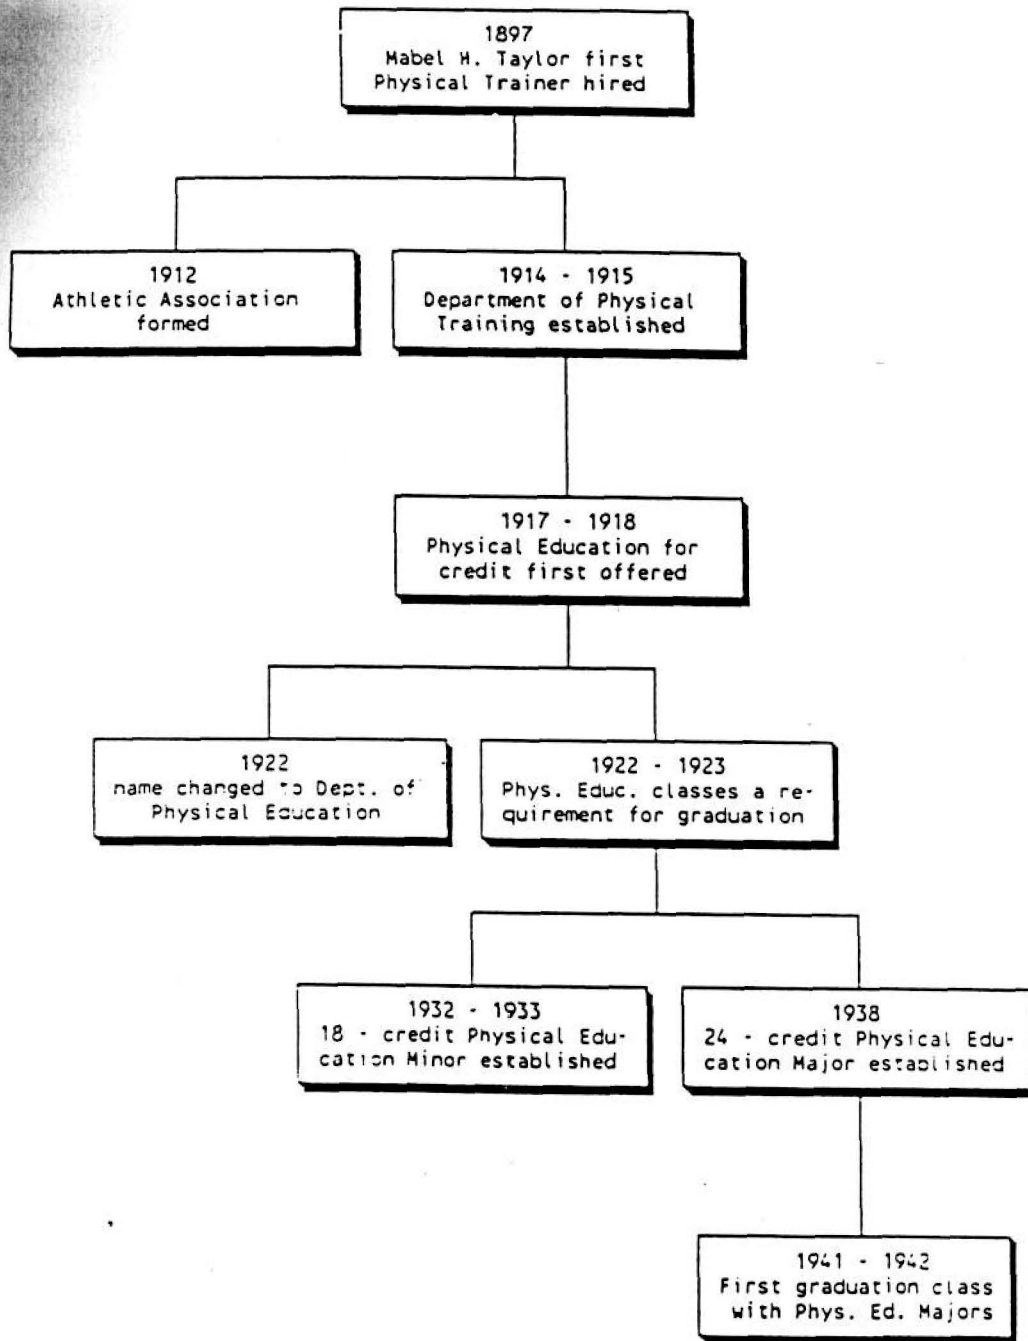 1897
Mabel H. Taylor first
Physical Trainer hired
1912
Athletic Association
formed
1914 - 1915
Department of Physical
Training established
1917 - 1918
Physical Education for
credit first offered
1922
name changed to Dept. of
Physical Education
1922 - 1923
Phys. Educ. classes a re-
quirement for graduation
1932 - 1933
18 - credit Physical Edu-
cation Minor established
1938
24 - credit Physical Edu-
cation Major established
1941 - 1942
First graduation class
with Phys. Ed. Majors